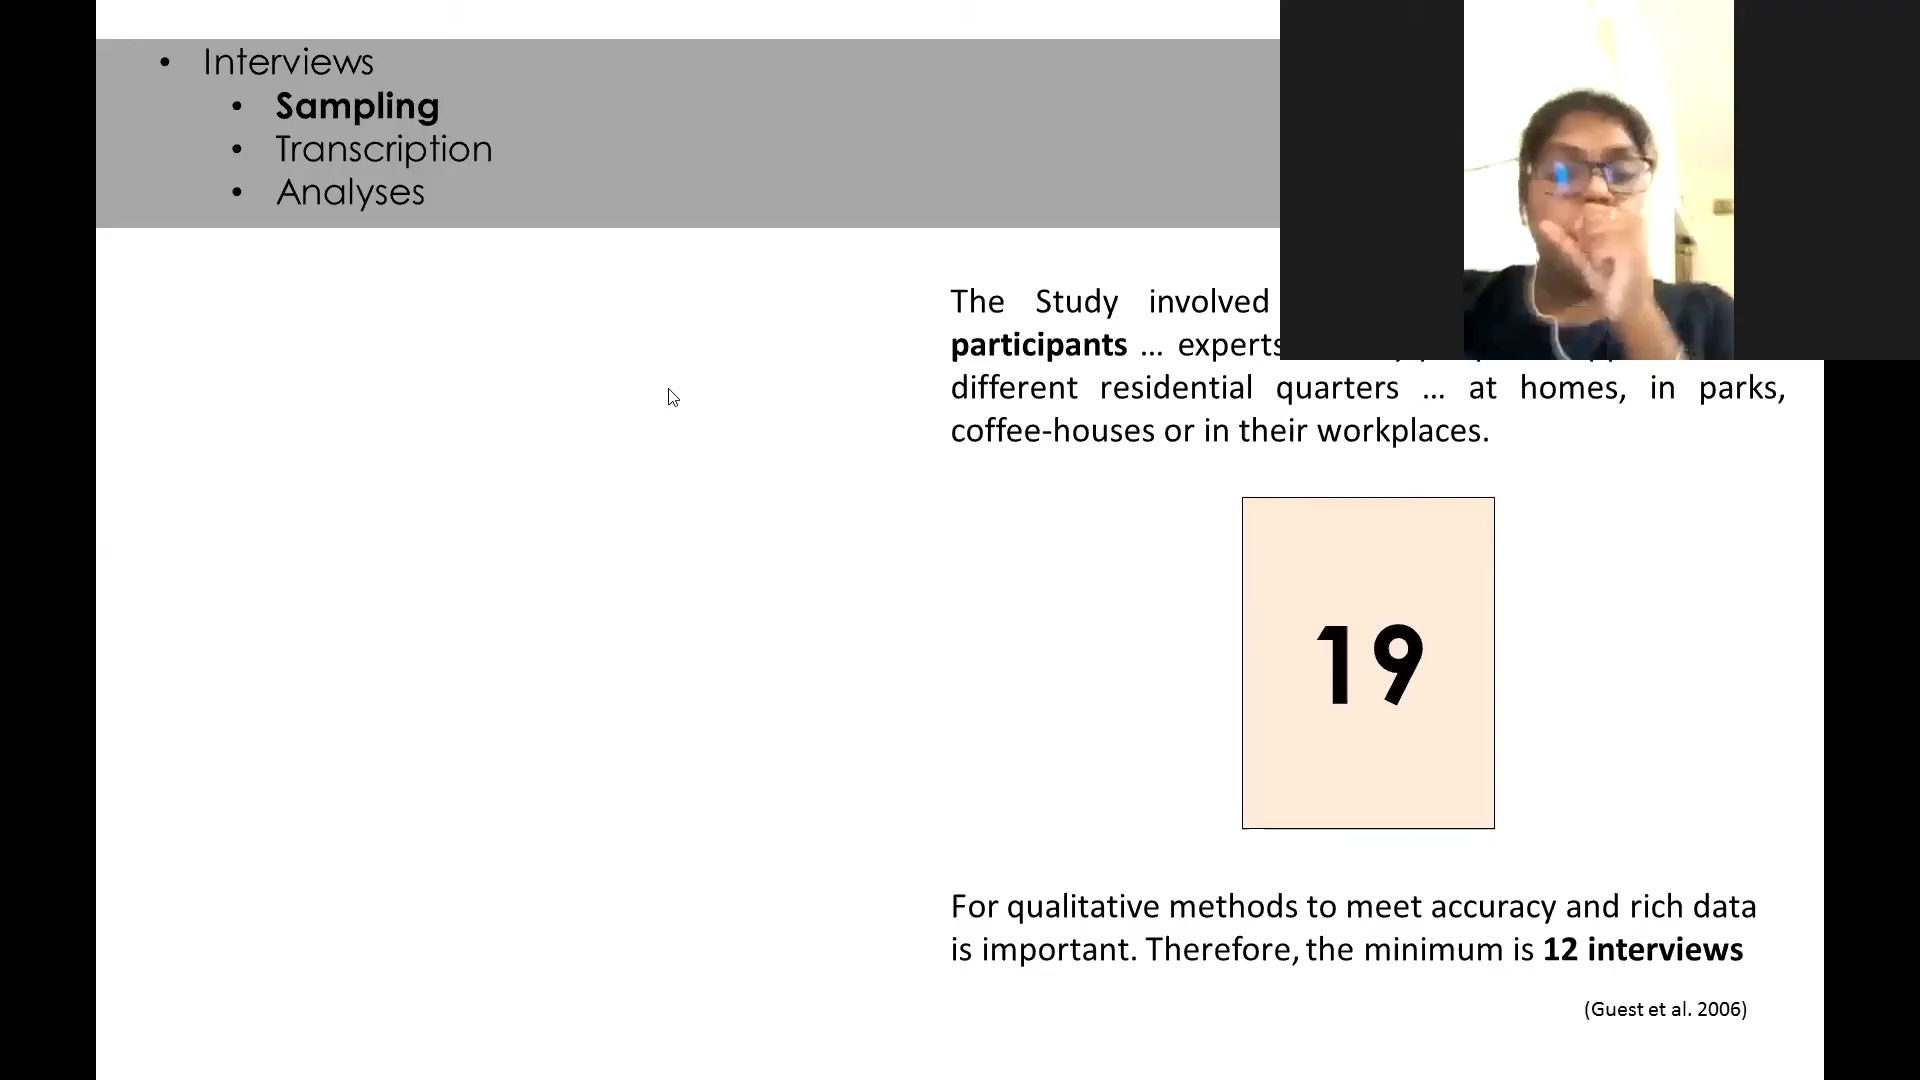 • Interviews
• Sampling
• Transcription
• Analyses
The Study involved
participants ... experts
different residential quarters ... at homes, in parks,
coffee-houses or in their workplaces.
19
For qualitative methods to meet accuracy and rich data
is important. Therefore, the minimum is 12 interviews
(Guest et al. 2006)